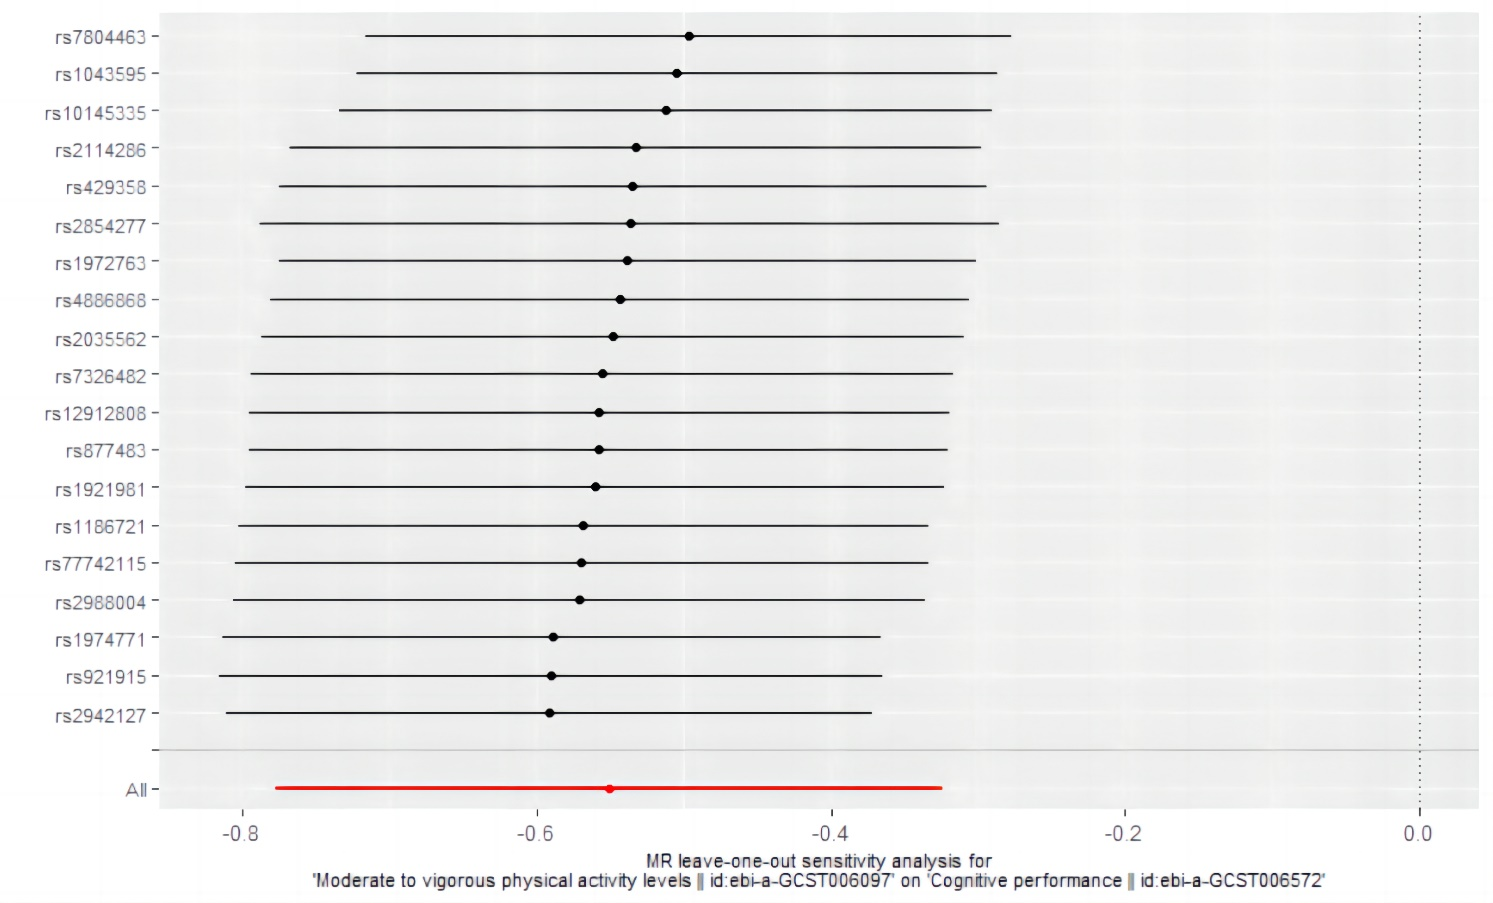 rs7804463
rs1043595
rs10145335
rs2114286
rs429358
rs2854277
rs1972763
rs4886868
rs2035562
rs7326482
rs12912808
rs877483
rs1921981
rs1186721
rs77742115
rs2988004
rs1974771
rs921915
rs2942127
All
-0.8 -0.6 -0.4 -0.2 0.0
MR leave-one-out sensitivity analysis for
'Moderate to vigorous physical activity levels || id:ebi-a-GCST006097' on 'Cognitive performance || id:ebi-a-GCST006572'